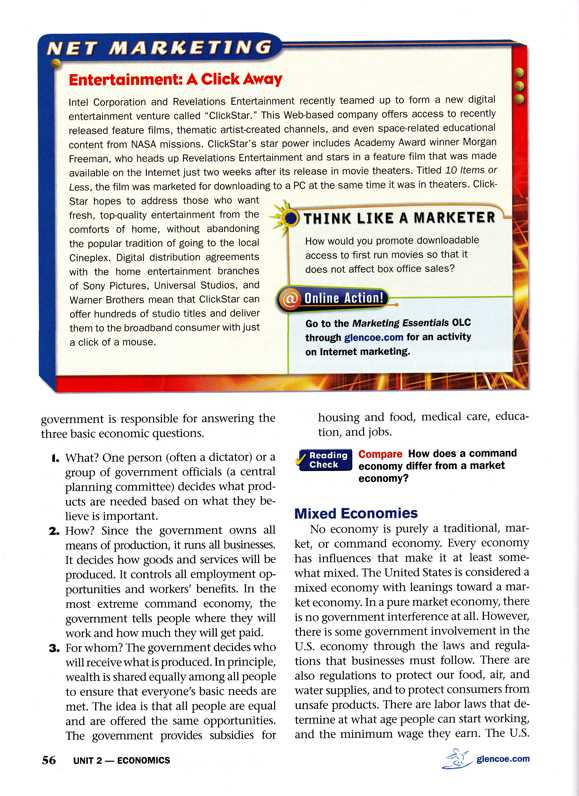 NET MARKETING
Entertainment: A Click Away
Intel Corporation and Revelations Entertainment recently teamed up to form a new digital
entertainment venture called “ClickStar.” This Web-based company offers access to recently
released feature films, thematic artist-created channels, and even space-related educational
content from NASA missions. ClickStar’s star power includes Academy Award winner Morgan
Freeman, who heads up Revelations Entertainment and stars in a feature film that was made
available on the Internet just two weeks after its release in movie theaters. Titled 10 Items or
Less, the film was marketed for downloading to a PC at the same time it was in theaters. Click-
Star hopes to address those who want
fresh, top-quality entertainment from the
comforts of home, without abandoning
the popular tradition of going to the local
Cineplex. Digital distribution agreements
with the home entertainment branches
of Sony Pictures, Universal Studios, and
Warner Brothers mean that ClickStar can
offer hundreds of studio titles and deliver
them to the broadband consumer with just
a click of a mouse.
THINK LIKE A MARKETER
How would you promote downloadable
access to first run movies so that it
does not affect box office sales?
@ Online Action!
Go to the Marketing Essentials OLC
through glencoe.com for an activity
on Internet marketing.
government is responsible for answering the
three basic economic questions.
1. What? One person (often a dictator) or a
group of government officials (a central
planning committee) decides what prod-
ucts are needed based on what they be-
lieve is important.
2. How? Since the government owns all
means of production, it runs all businesses.
It decides how goods and services will be
produced. It controls all employment op-
portunities and workers’ benefits. In the
most extreme command economy, the
government tells people where they will
work and how much they will get paid.
3. For whom? The government decides who
will receive what is produced. In principle,
wealth is shared equally among all people
to ensure that everyone’s basic needs are
met. The idea is that all people are equal
and are offered the same opportunities.
The government provides subsidies for
housing and food, medical care, educa-
tion, and jobs.
Reading Check Compare How does a command
economy differ from a market
economy?
Mixed Economies
No economy is purely a traditional, mar-
ket, or command economy. Every economy
has influences that make it at least some-
what mixed. The United States is considered a
mixed economy with leanings toward a mar-
ket economy. In a pure market economy, there
is no government interference at all. However,
there is some government involvement in the
U.S. economy through the laws and regula-
tions that businesses must follow. There are
also regulations to protect our food, air, and
water supplies, and to protect consumers from
unsafe products. There are labor laws that de-
termine at what age people can start working,
and the minimum wage they earn. The U.S.
56 UNIT 2 — ECONOMICS
glencoe.com